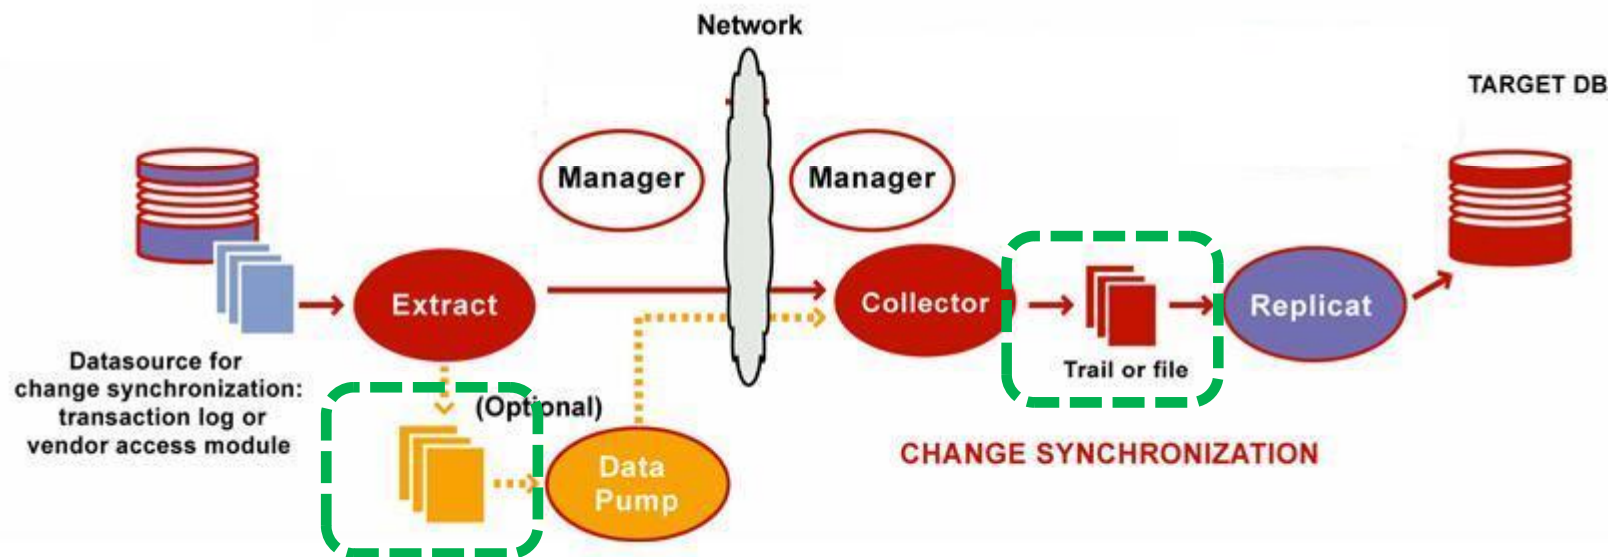 Network
TARGET DB
Manager
Manager
Extract
Collector
Replicat
Trail or file
Datasource for
change synchronization:
transaction log or
vendor access module
(Optional)
Data
Pump
CHANGE SYNCHRONIZATION